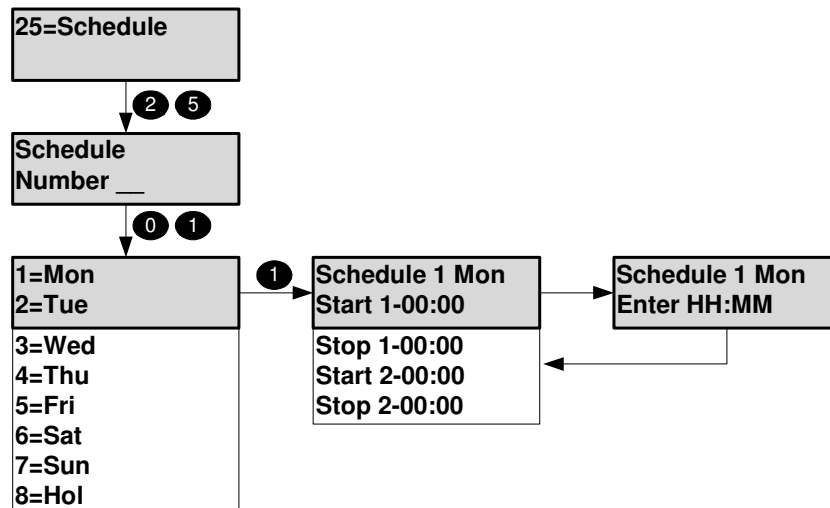 25=Schedule
2 5
Schedule
Number __
0 1
1=Mon
2=Tue
3=Wed
4=Thu
5=Fri
6=Sat
7=Sun
8=Hol
1
Schedule 1 Mon
Start 1-00:00
Stop 1-00:00
Start 2-00:00
Stop 2-00:00
Schedule 1 Mon
Enter HH:MM